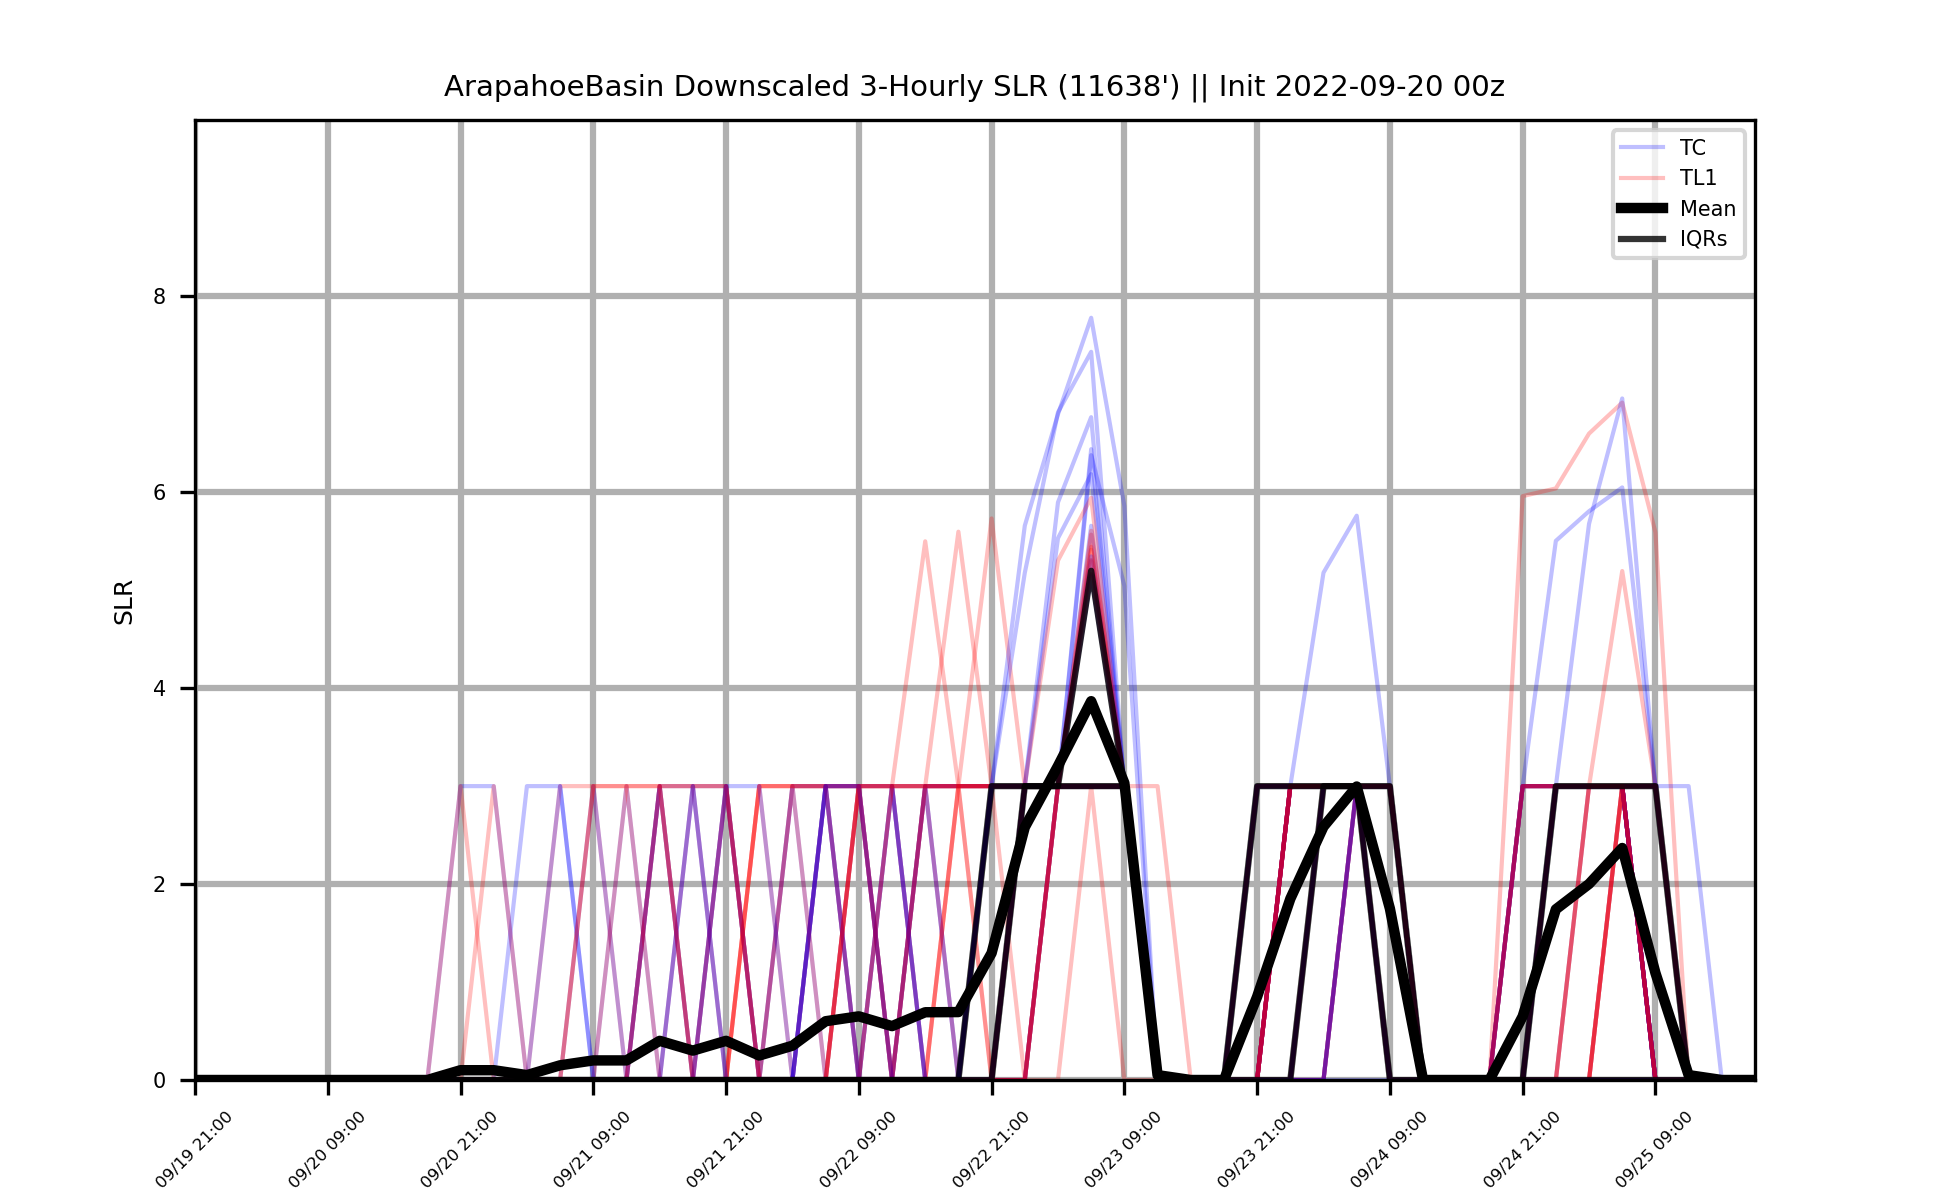 ArapahoeBasin Downscaled 3-Hourly SLR (11638') || Init 2022-09-20 00z
TC
TL1
Mean
IQRs
8
6
4
2
0
SLR
09/19 21:00
09/20 09:00
09/20 21:00
09/21 09:00
09/21 21:00
09/22 09:00
09/22 21:00
09/23 09:00
09/23 21:00
09/24 09:00
09/24 21:00
09/25 09:00